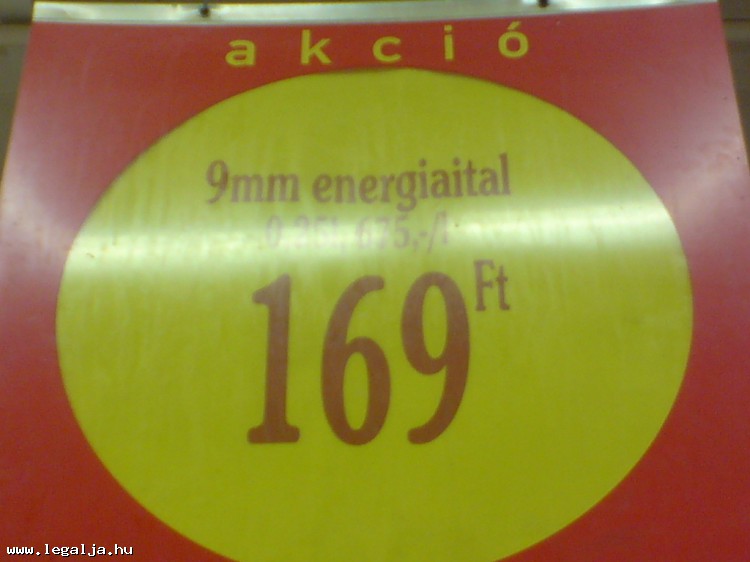 akció
9mm energiaital
0.25l, 675,-/l
169 Ft
www.legalja.hu